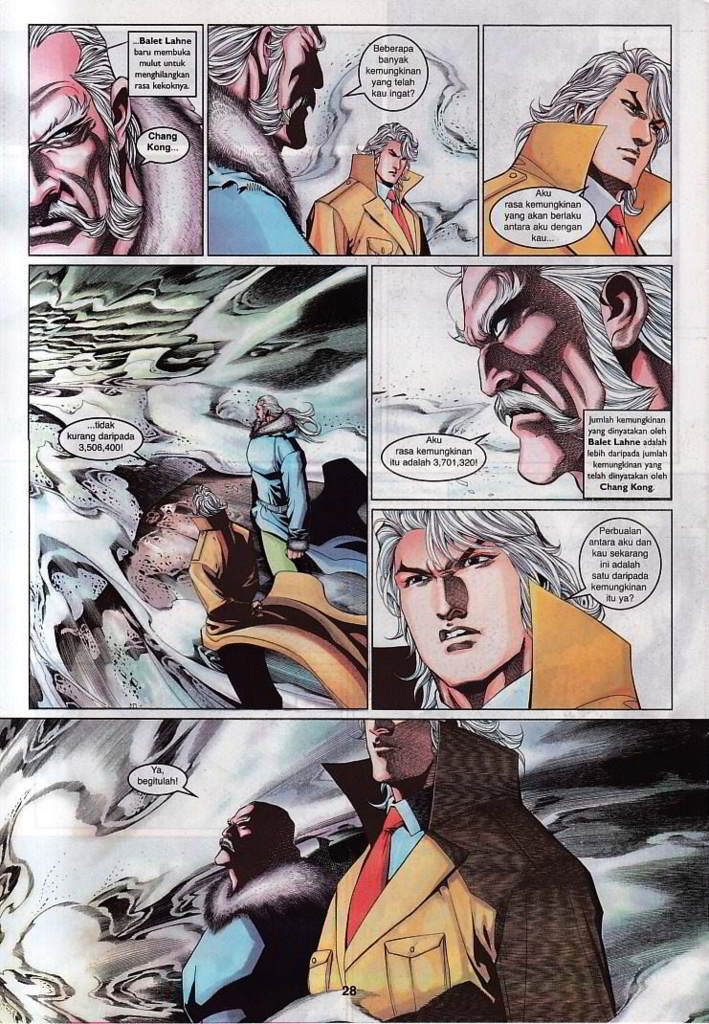 ...Balet Lahne
baru membuka
mulut untuk
menghilangkan
rasa kekoknya.
Chang
Kong...
Beberapa
banyak
kemungkinan
yang telah
kau ingat?
Aku
rasa kemungkinan
yang akan berlaku
antara aku dengan
kau...
...tidak
kurang daripada
3,506,400!
Aku
rasa kemungkinan
itu adalah 3,701,320!
Jumlah kemungkinan
yang dinyatakan oleh
Balet Lahne adalah
lebih daripada jumlah
kemungkinan yang
telah dinyatakan oleh
Chang Kong.
Perbualan
antara aku dan
kau sekarang
ini adalah
satu daripada
kemungkinan
itu ya?
Ya,
begitulah!
28